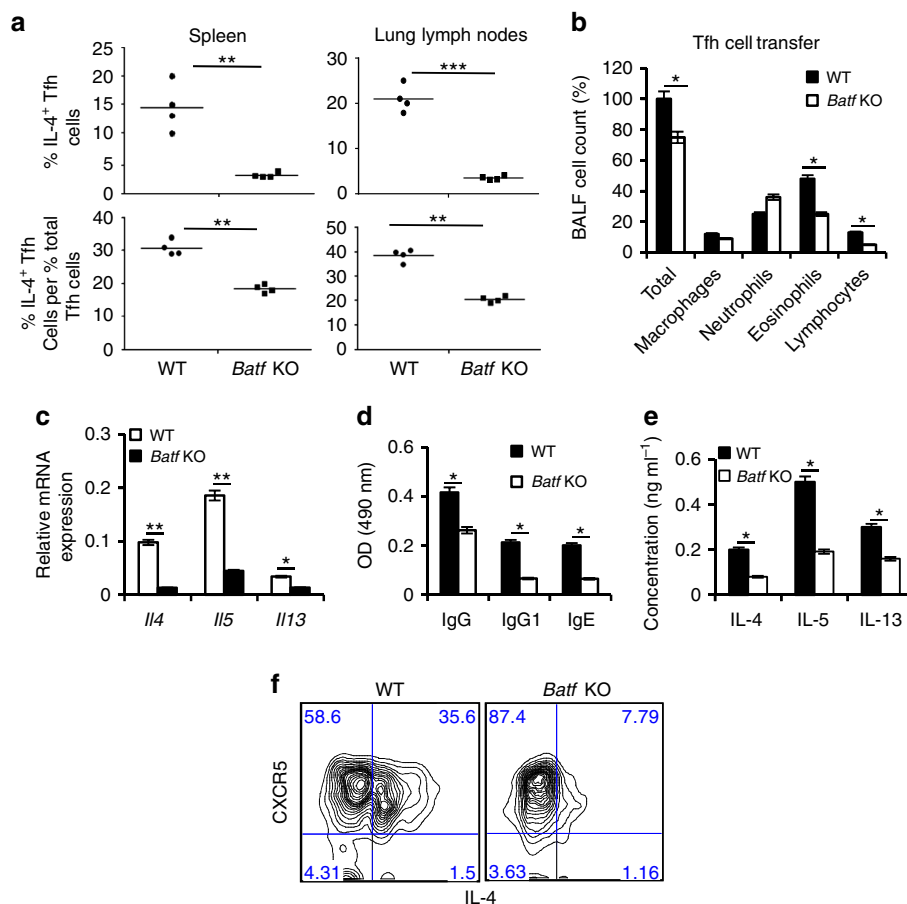 a
Spleen
Lung lymph nodes
% IL-4⁺ Tfh
cells
25
20
15
10
5
0
**
30
20
10
0
***
% IL-4⁺ Tfh
Cells per % total
Tfh cells
40
30
20
10
0
**
50
40
30
20
10
0
**
WT
Batf KO
WT
Batf KO
b
Tfh cell transfer
BALF cell count (%)
120
100
80
60
40
20
0
WT
Batf KO
*
*
*
Total
Macrophages
Neutrophils
Eosinophils
Lymphocytes
c
Relative mRNA
expression
0.3
0.2
0.1
0
WT
Batf KO
**
**
*
Il4
Il5
Il13
d
OD (490 nm)
0.6
0.4
0.2
0
WT
Batf KO
*
*
*
IgG
IgG1
IgE
e
Concentration (ng ml⁻¹)
0.6
0.4
0.2
0
WT
Batf KO
*
*
*
IL-4
IL-5
IL-13
f
WT
Batf KO
CXCR5
58.6
35.6
4.31
1.5
87.4
7.79
3.63
1.16
IL-4